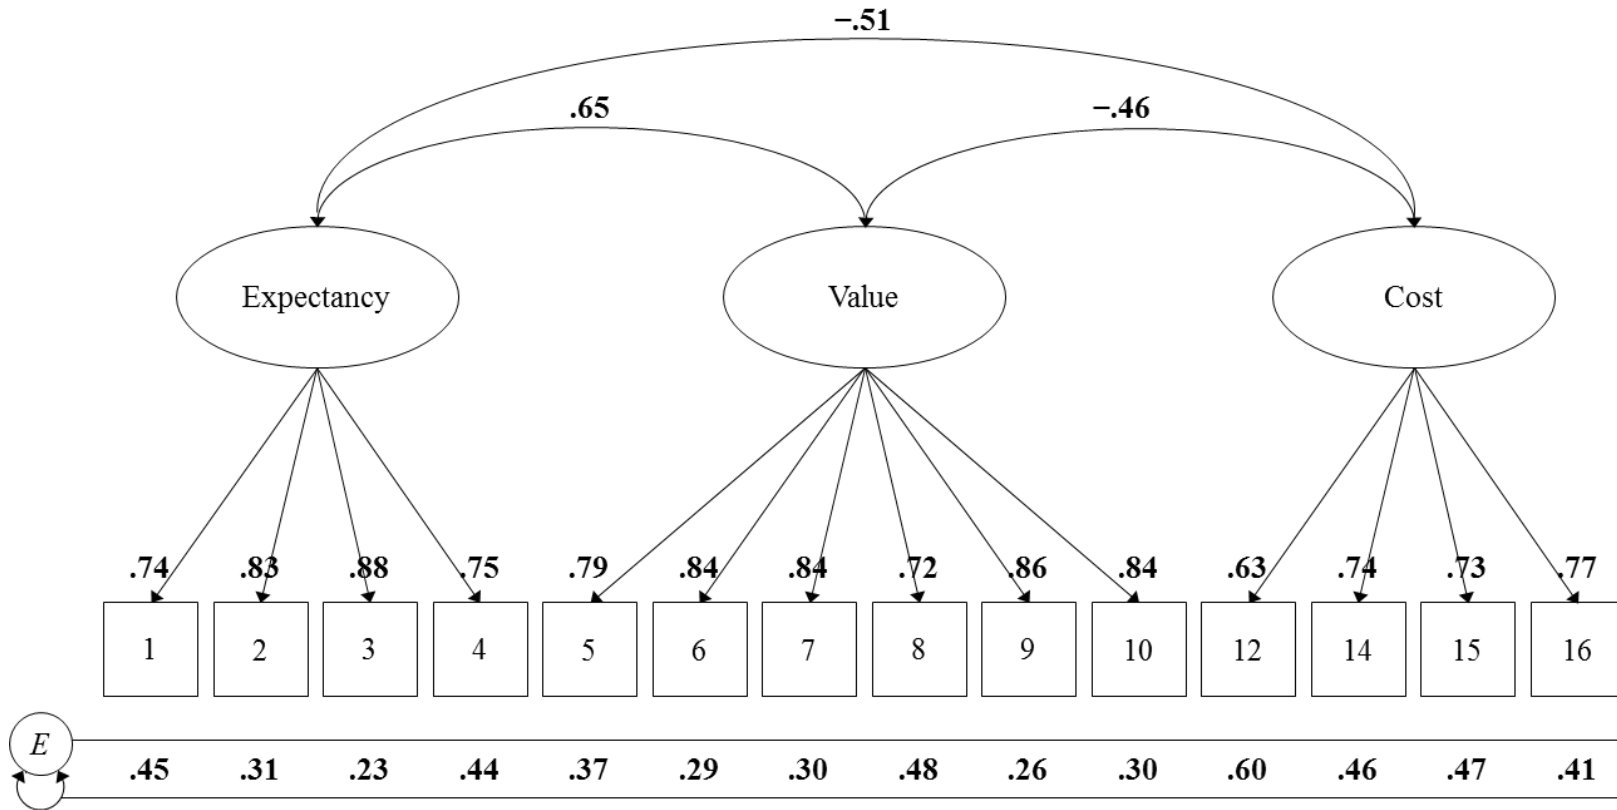 −.51
.65 −.46
Expectancy Value Cost
.74 .83 .88 .75 .79 .84 .84 .72 .86 .84 .63 .74 .73 .77
1 2 3 4 5 6 7 8 9 10 12 14 15 16
E
.45 .31 .23 .44 .37 .29 .30 .48 .26 .30 .60 .46 .47 .41